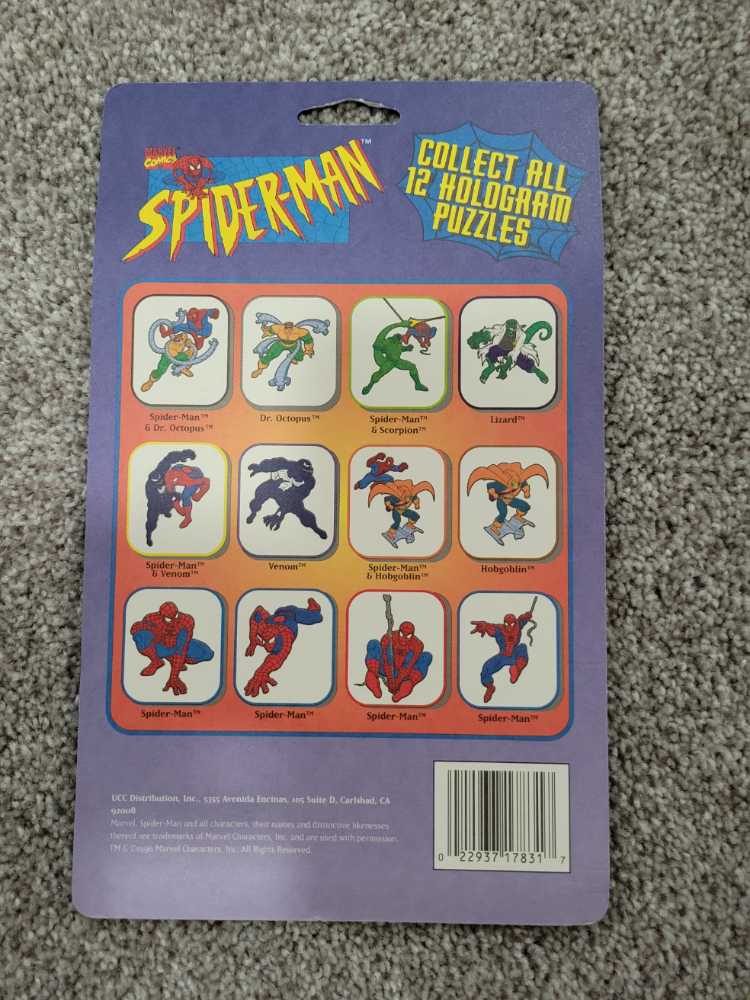 MARVEL
COMICS
SPIDER-MAN™
COLLECT ALL
12 HOLOGRAM
PUZZLES
Spider-Man™
& Dr. Octopus™
Dr. Octopus™
Spider-Man™
& Scorpion™
Lizard™
Spider-Man™
& Venom™
Venom™
Spider-Man™
& Hobgoblin™
Hobgoblin™
Spider-Man™
Spider-Man™
Spider-Man™
Spider-Man™
UCC Distribution, Inc., 5355 Avenida Encinas, 105 Suite D, Carlsbad, CA
92008
Marvel, Spider-Man and all characters, their names and distinctive likenesses
thereof are trademarks of Marvel Characters, Inc. and are used with permission.
TM & ©1996 Marvel Characters, Inc. All Rights Reserved.
0 22937 17831 7